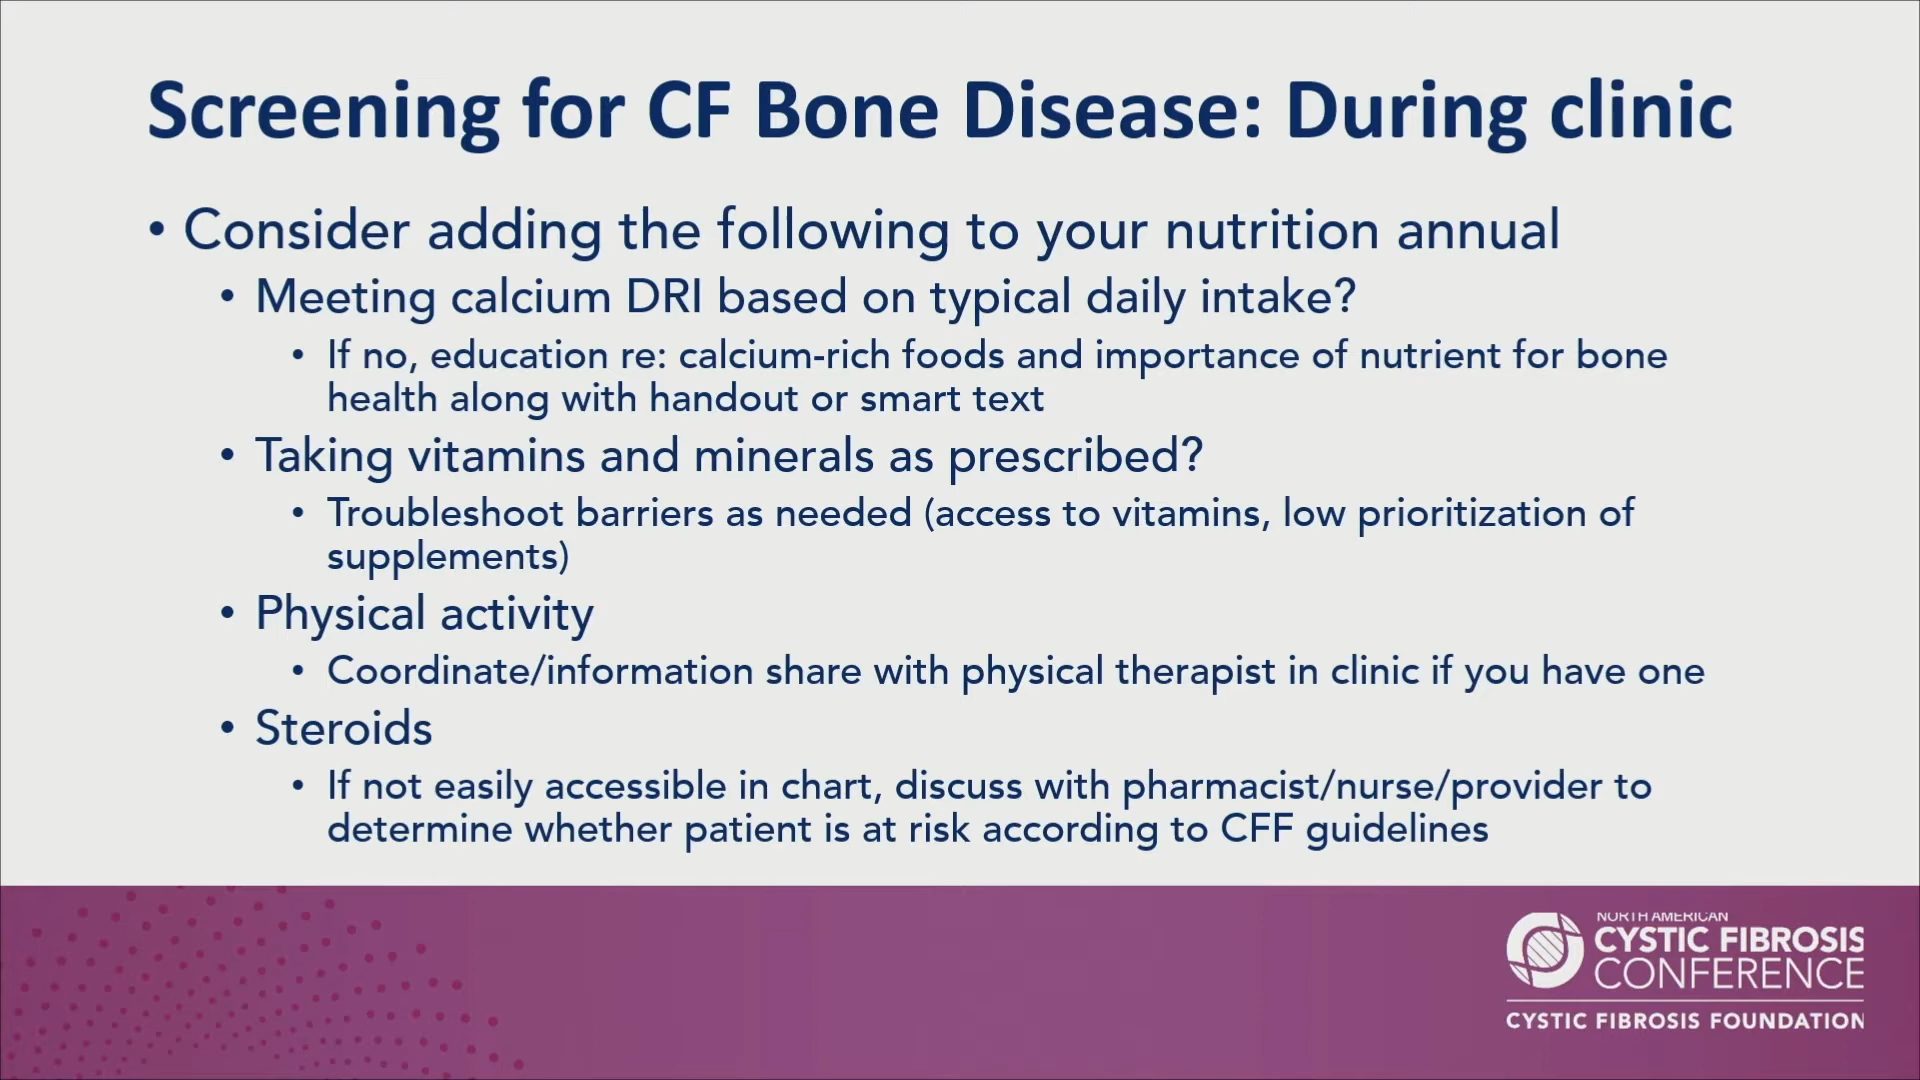 Screening for CF Bone Disease: During clinic
• Consider adding the following to your nutrition annual
• Meeting calcium DRI based on typical daily intake?
• If no, education re: calcium-rich foods and importance of nutrient for bone
health along with handout or smart text
• Taking vitamins and minerals as prescribed?
• Troubleshoot barriers as needed (access to vitamins, low prioritization of
supplements)
• Physical activity
• Coordinate/information share with physical therapist in clinic if you have one
• Steroids
• If not easily accessible in chart, discuss with pharmacist/nurse/provider to
determine whether patient is at risk according to CFF guidelines
NORTH AMERICAN
CYSTIC FIBROSIS
CONFERENCE
CYSTIC FIBROSIS FOUNDATION